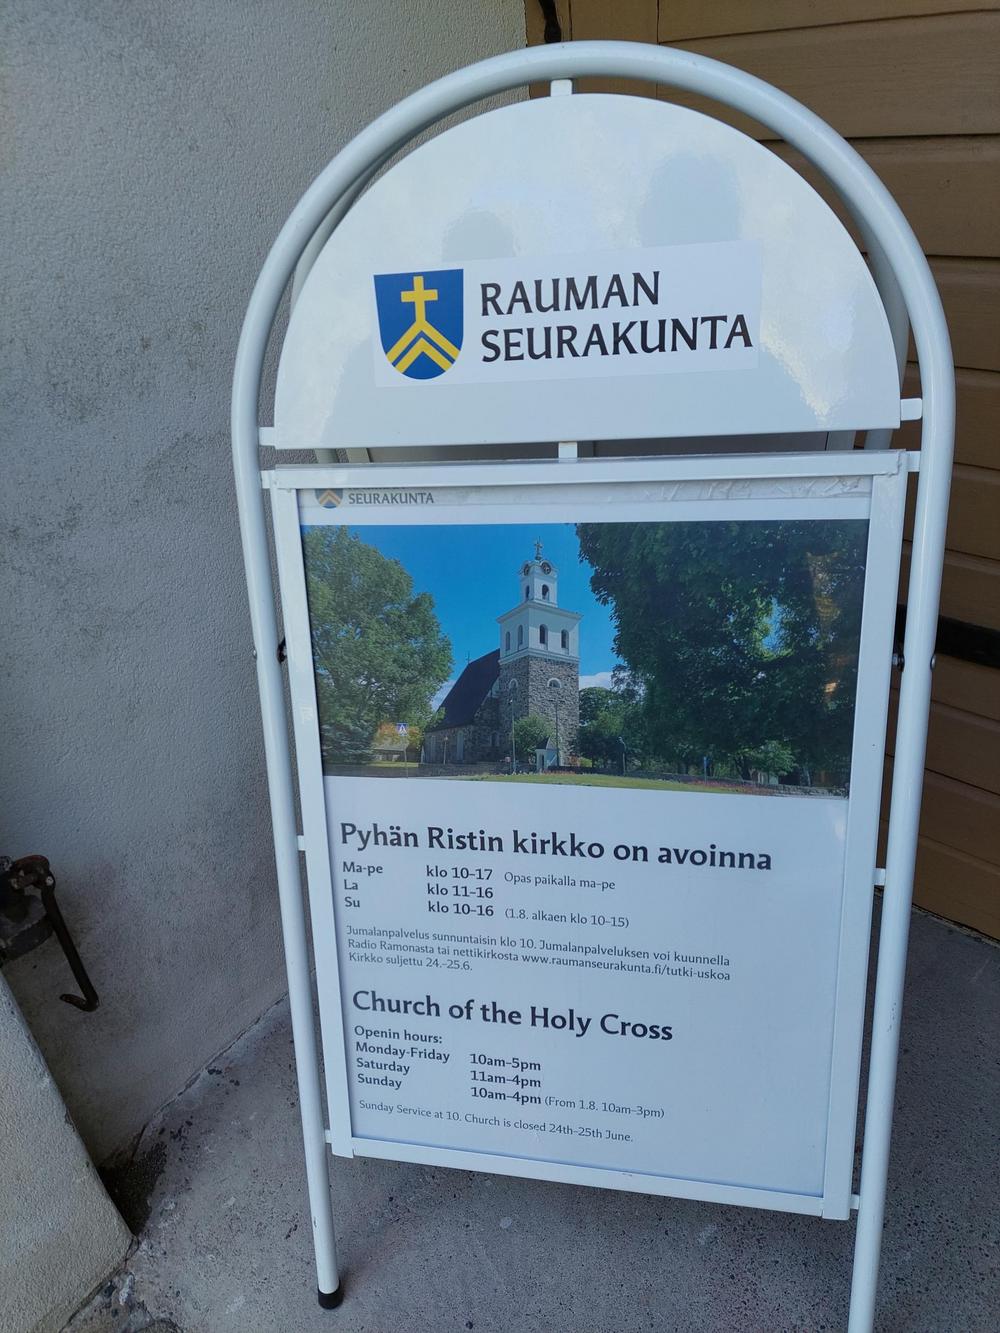 RAUMAN
SEURAKUNTA
SEURAKUNTA
Pyhän Ristin kirkko on avoinna
Ma-pe klo 10–17 Opas paikalla ma–pe
La klo 11–16
Su klo 10–16 (1.8. alkaen klo 10–15)
Jumalanpalvelus sunnuntaisin klo 10. Jumalanpalveluksen voi kuunnella
Radio Ramonasta tai nettikirkosta www.raumanseurakunta.fi/tutki-uskoa
Kirkko suljettu 24.–25.6.
Church of the Holy Cross
Openin hours:
Monday-Friday 10am–5pm
Saturday 11am–4pm
Sunday 10am–4pm (From 1.8. 10am–3pm)
Sunday Service at 10. Church is closed 24th–25th June.